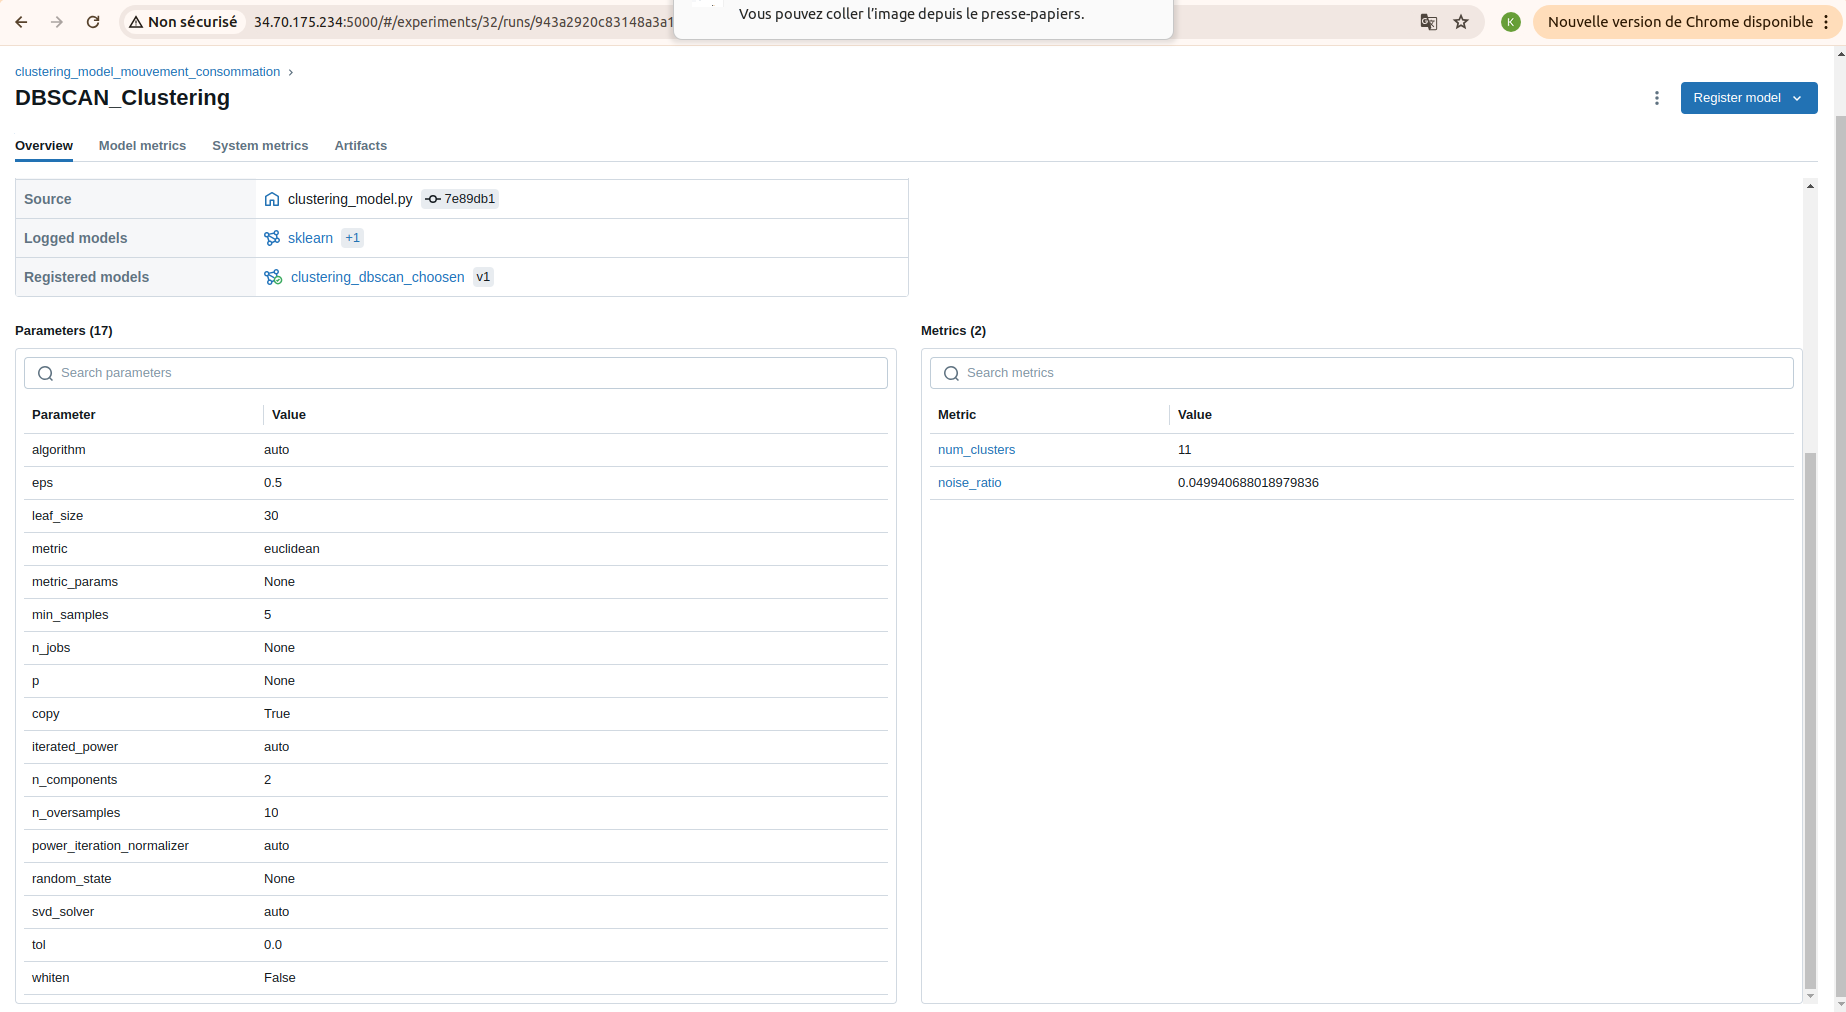 Vous pouvez coller l’image depuis le presse-papiers.
Non sécurisé 34.70.175.234:5000/#/experiments/32/runs/943a2920c83148a3a1
K
Nouvelle version de Chrome disponible
clustering_model_mouvement_consommation
DBSCAN_Clustering
Register model
Overview Model metrics System metrics Artifacts
Source clustering_model.py 7e89db1
Logged models sklearn +1
Registered models clustering_dbscan_choosen v1
Parameters (17)
Search parameters
Parameter Value
algorithm auto
eps 0.5
leaf_size 30
metric euclidean
metric_params None
min_samples 5
n_jobs None
p None
copy True
iterated_power auto
n_components 2
n_oversamples 10
power_iteration_normalizer auto
random_state None
svd_solver auto
tol 0.0
whiten False
Metrics (2)
Search metrics
Metric Value
num_clusters 11
noise_ratio 0.049940688018979836